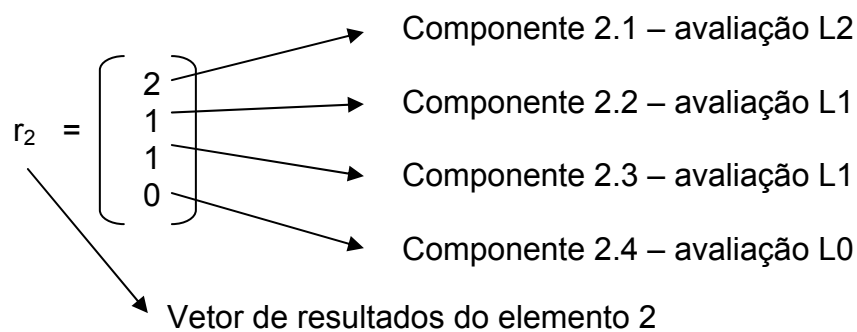 Componente 2.1 – avaliação L2
2
Componente 2.2 – avaliação L1
1
r₂ =
1
Componente 2.3 – avaliação L1
0
Componente 2.4 – avaliação L0
Vetor de resultados do elemento 2